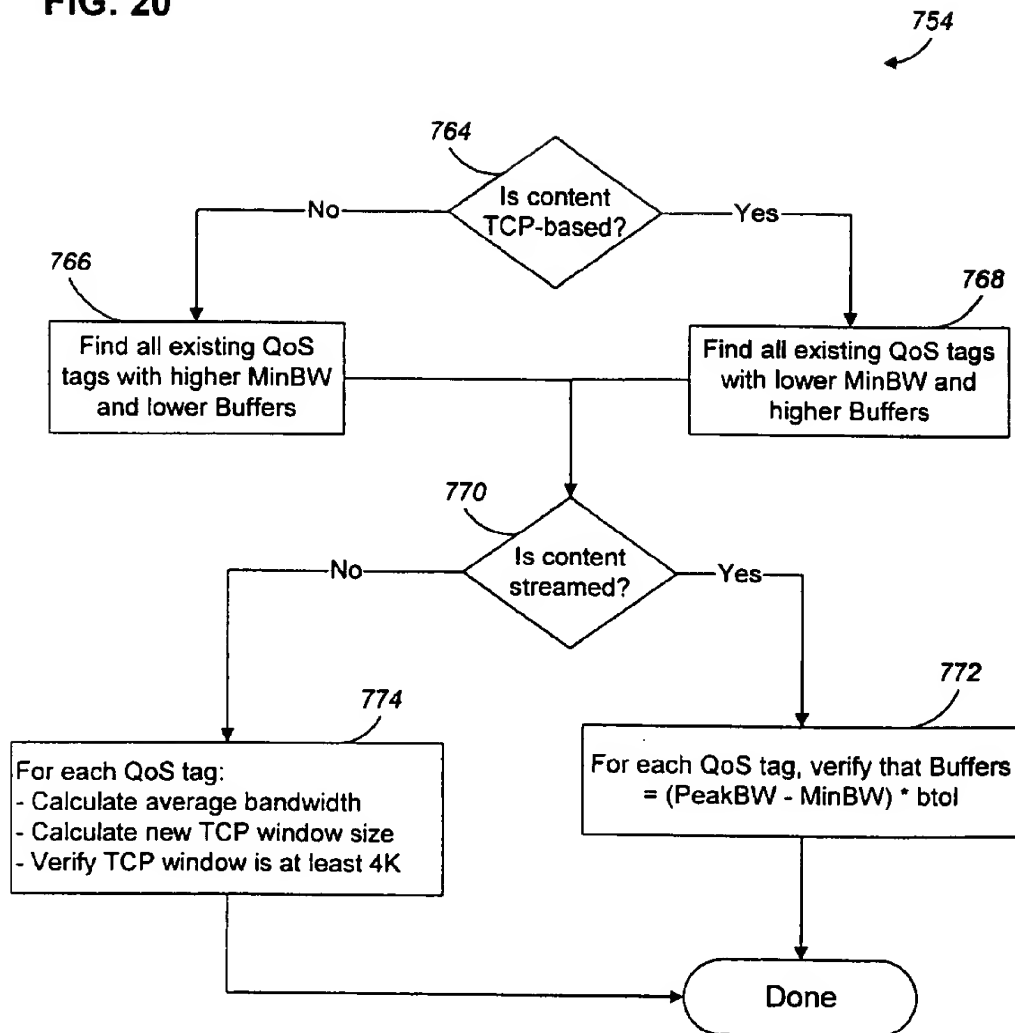 FIG. 20
754
764
Is content
TCP-based?
No
Yes
766
768
Find all existing QoS
tags with higher MinBW
and lower Buffers
Find all existing QoS tags
with lower MinBW and
higher Buffers
770
Is content
streamed?
No
Yes
774
772
For each QoS tag:
- Calculate average bandwidth
- Calculate new TCP window size
- Verify TCP window is at least 4K
For each QoS tag, verify that Buffers
= (PeakBW - MinBW) * btol
Done